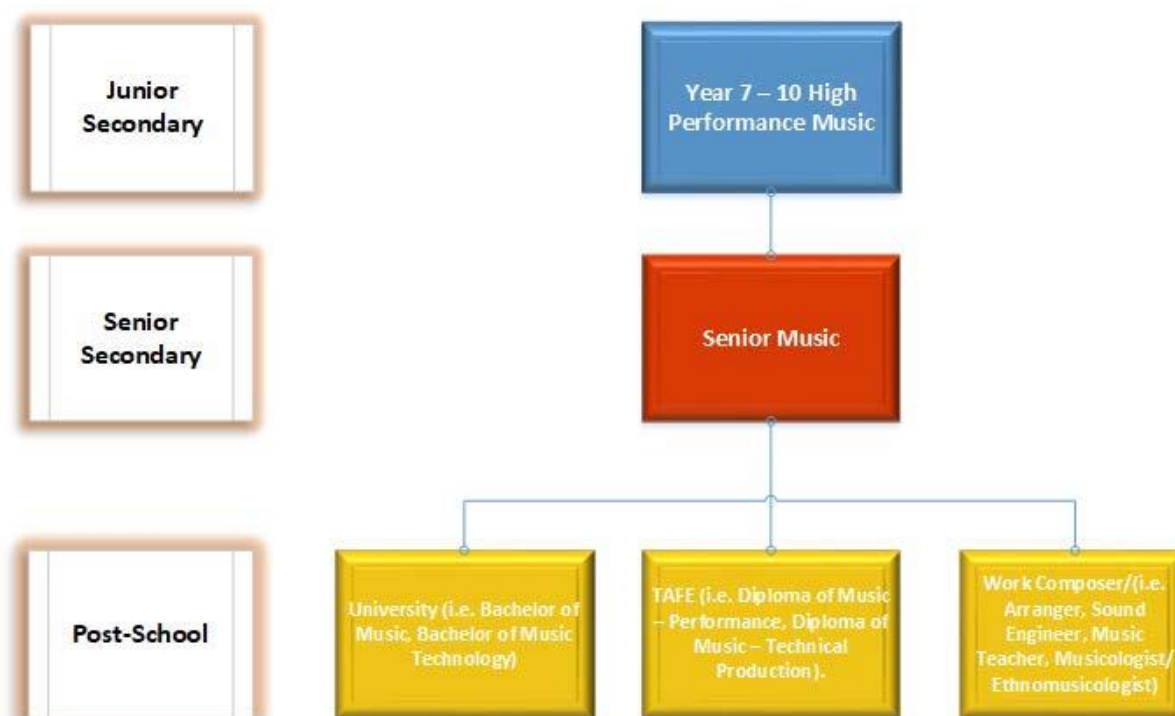 Junior
Secondary
Year 7 – 10 High
Performance Music
Senior
Secondary
Senior Music
Post-School
University (i.e. Bachelor of
Music, Bachelor of Music
Technology)
TAFE (i.e. Diploma of Music
– Performance, Diploma of
Music – Technical
Production).
Work Composer/(i.e.
Arranger, Sound
Engineer, Music
Teacher, Musicologist/
Ethnomusicologist)